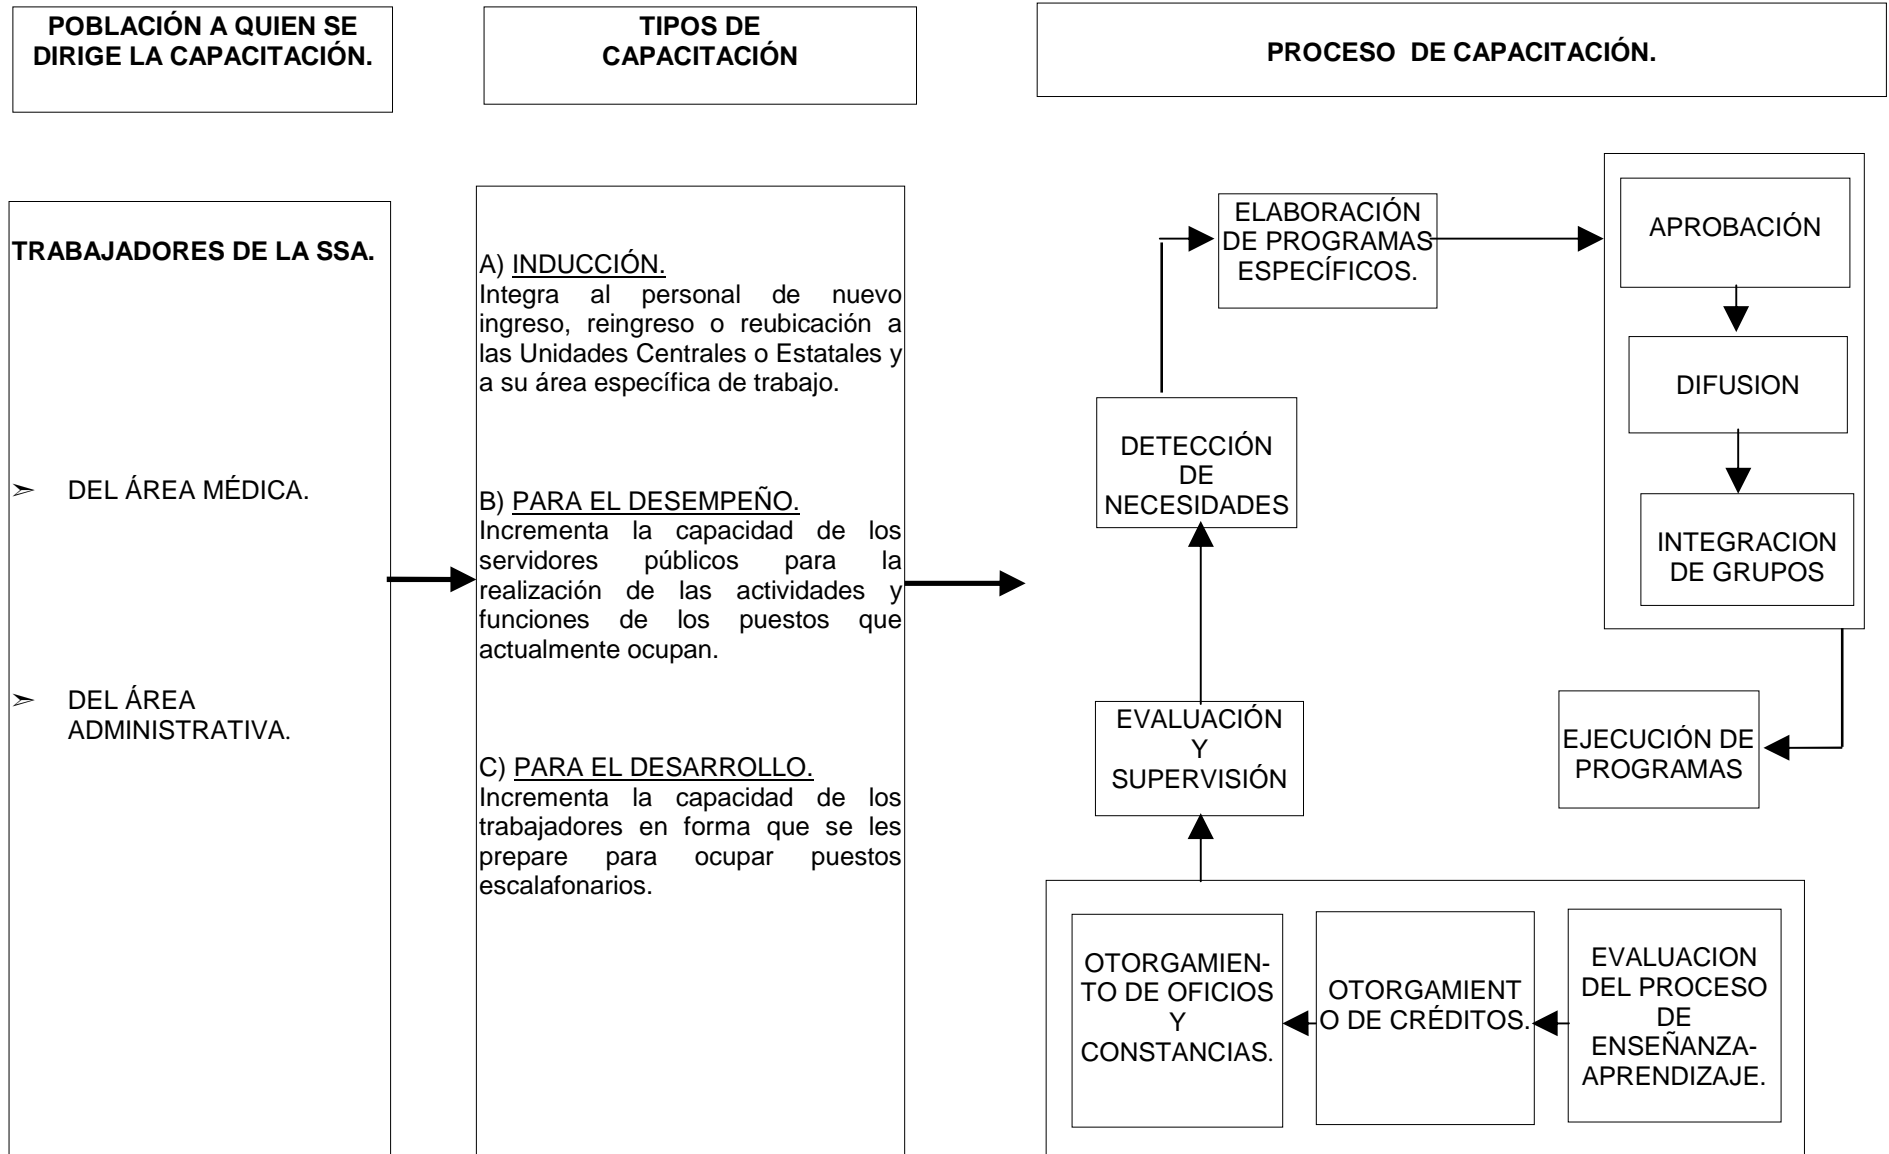 POBLACIÓN A QUIEN SE
DIRIGE LA CAPACITACIÓN.
TIPOS DE
CAPACITACIÓN
PROCESO DE CAPACITACIÓN.
TRABAJADORES DE LA SSA.
➢ DEL ÁREA MÉDICA.
➢ DEL ÁREA
ADMINISTRATIVA.
A) INDUCCIÓN.
Integra al personal de nuevo
ingreso, reingreso o reubicación a
las Unidades Centrales o Estatales y
a su área específica de trabajo.
B) PARA EL DESEMPEÑO.
Incrementa la capacidad de los
servidores públicos para la
realización de las actividades y
funciones de los puestos que
actualmente ocupan.
C) PARA EL DESARROLLO.
Incrementa la capacidad de los
trabajadores en forma que se les
prepare para ocupar puestos
escalafonarios.
ELABORACIÓN
DE PROGRAMAS
ESPECÍFICOS.
APROBACIÓN
DIFUSION
INTEGRACION
DE GRUPOS
DETECCIÓN
DE
NECESIDADES
EVALUACIÓN
Y
SUPERVISIÓN
EJECUCIÓN DE
PROGRAMAS
OTORGAMIEN-
TO DE OFICIOS
Y
CONSTANCIAS.
OTORGAMIENT
O DE CRÉDITOS.
EVALUACION
DEL PROCESO
DE
ENSEÑANZA-
APRENDIZAJE.